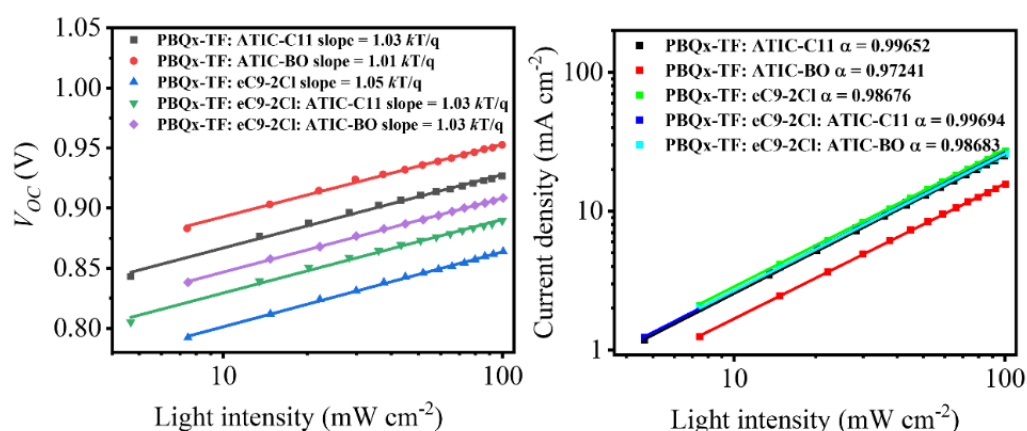 1.05
1.00
0.95
0.90
0.85
0.80
V_OC (V)
PBQx-TF: ATIC-C11 slope = 1.03 kT/q
PBQx-TF: ATIC-BO slope = 1.01 kT/q
PBQx-TF: eC9-2Cl slope = 1.05 kT/q
PBQx-TF: eC9-2Cl: ATIC-C11 slope = 1.03 kT/q
PBQx-TF: eC9-2Cl: ATIC-BO slope = 1.03 kT/q
10
100
Light intensity (mW cm⁻²)
100
10
1
Current density (mA cm⁻²)
PBQx-TF: ATIC-C11 α = 0.99652
PBQx-TF: ATIC-BO α = 0.97241
PBQx-TF: eC9-2Cl α = 0.98676
PBQx-TF: eC9-2Cl: ATIC-C11 α = 0.99694
PBQx-TF: eC9-2Cl: ATIC-BO α = 0.98683
10
100
Light intensity (mW cm⁻²)